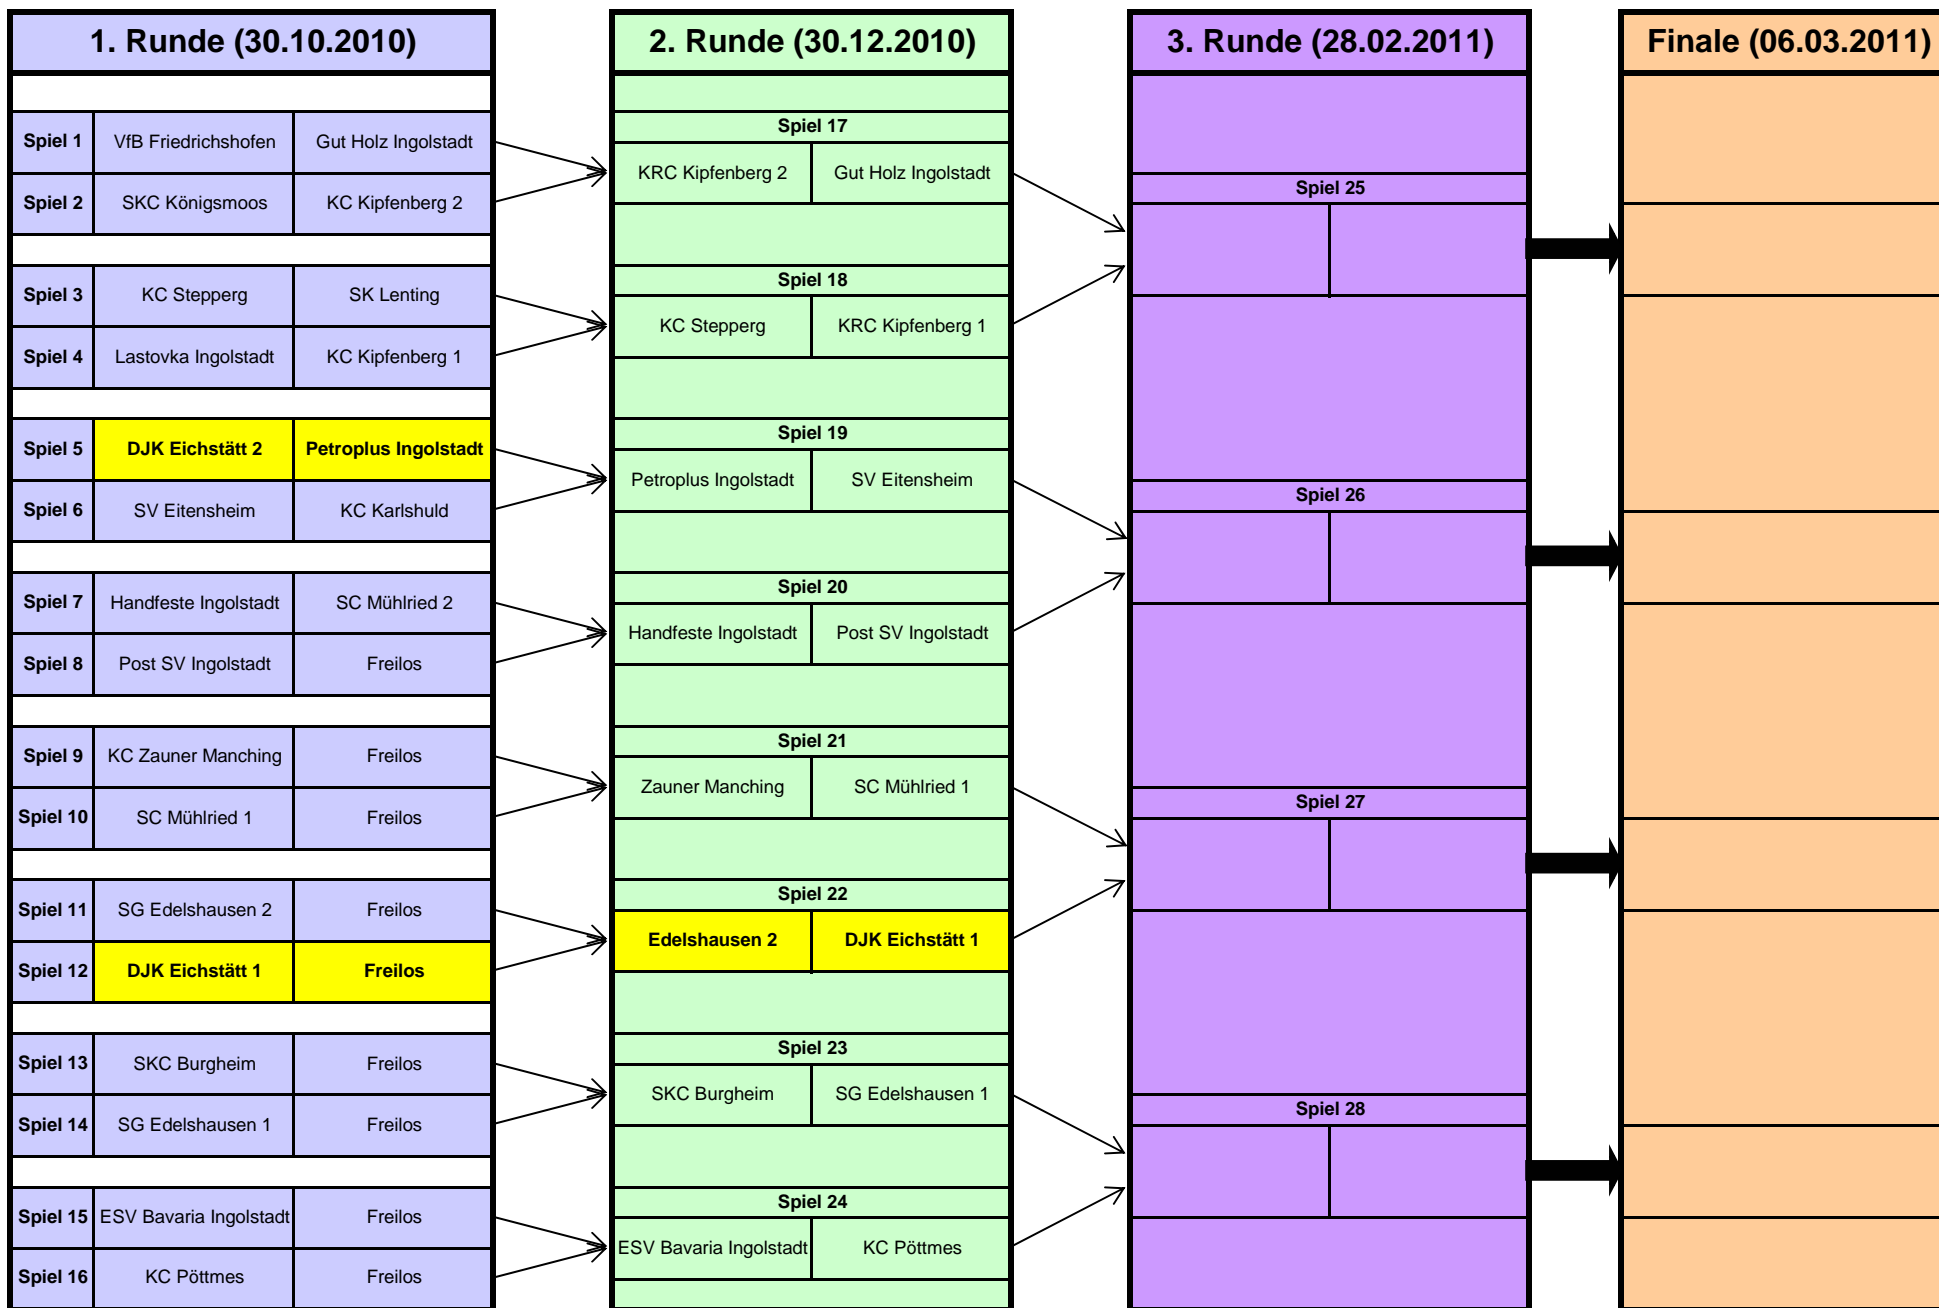 1. Runde (30.10.2010)
2. Runde (30.12.2010)
3. Runde (28.02.2011)
Finale (06.03.2011)
Spiel 1 VfB Friedrichshofen Gut Holz Ingolstadt
Spiel 2 SKC Königsmoos KC Kipfenberg 2
Spiel 3 KC Stepperg SK Lenting
Spiel 4 Lastovka Ingolstadt KC Kipfenberg 1
Spiel 5 DJK Eichstätt 2 Petroplus Ingolstadt
Spiel 6 SV Eitensheim KC Karlshuld
Spiel 7 Handfeste Ingolstadt SC Mühlried 2
Spiel 8 Post SV Ingolstadt Freilos
Spiel 9 KC Zauner Manching Freilos
Spiel 10 SC Mühlried 1 Freilos
Spiel 11 SG Edelshausen 2 Freilos
Spiel 12 DJK Eichstätt 1 Freilos
Spiel 13 SKC Burgheim Freilos
Spiel 14 SG Edelshausen 1 Freilos
Spiel 15 ESV Bavaria Ingolstadt Freilos
Spiel 16 KC Pöttmes Freilos
Spiel 17
KRC Kipfenberg 2 Gut Holz Ingolstadt
Spiel 18
KC Stepperg KRC Kipfenberg 1
Spiel 19
Petroplus Ingolstadt SV Eitensheim
Spiel 20
Handfeste Ingolstadt Post SV Ingolstadt
Spiel 21
Zauner Manching SC Mühlried 1
Spiel 22
Edelshausen 2 DJK Eichstätt 1
Spiel 23
SKC Burgheim SG Edelshausen 1
Spiel 24
ESV Bavaria Ingolstadt KC Pöttmes
Spiel 25
Spiel 26
Spiel 27
Spiel 28